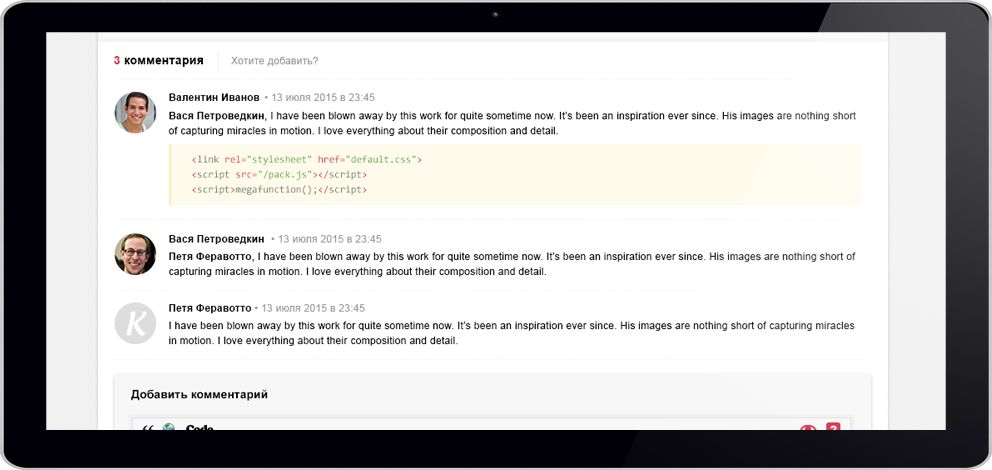 3 комментария Хотите добавить?
Валентин Иванов • 13 июля 2015 в 23:45
Вася Петроведкин, I have been blown away by this work for quite sometime now. It's been an inspiration ever since. His images are nothing short
of capturing miracles in motion. I love everything about their composition and detail.
<link rel="stylesheet" href="default.css">
<script src="/pack.js"></script>
<script>megafunction();</script>
Вася Петроведкин • 13 июля 2015 в 23:45
Петя Феравотто, I have been blown away by this work for quite sometime now. It's been an inspiration ever since. His images are nothing short of
capturing miracles in motion. I love everything about their composition and detail.
K
Петя Феравотто • 13 июля 2015 в 23:45
I have been blown away by this work for quite sometime now. It's been an inspiration ever since. His images are nothing short of capturing miracles
in motion. I love everything about their composition and detail.
Добавить комментарий
“ Code ?